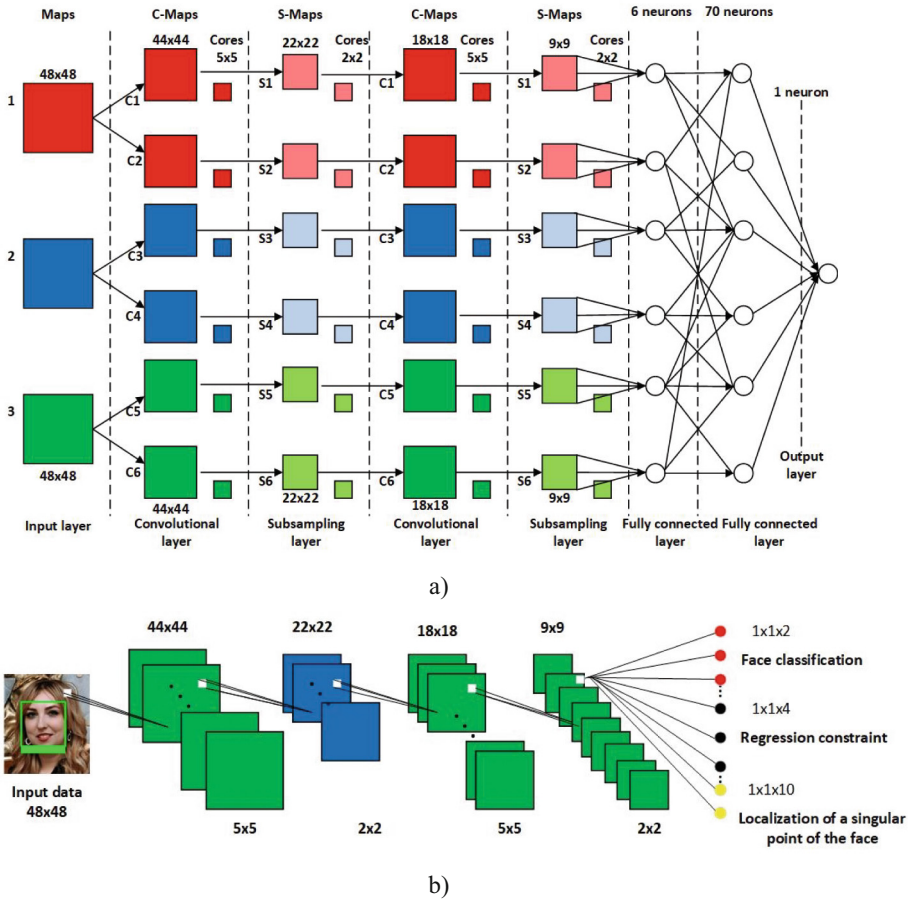 Maps C-Maps S-Maps C-Maps S-Maps 6 neurons 70 neurons
44x44 Cores 22x22 Cores 18x18 Cores 9x9 Cores
48x48 5x5 2x2 5x5 2x2
1 C1 S1 C1 S1 1 neuron
C2 S2 C2 S2
2 C3 S3 C3 S3
C4 S4 C4 S4
3 C5 S5 C5 S5
C6 S6 C6 S6 Output
layer
48x48 44x44 22x22 18x18 9x9
Input layer Convolutional Subsampling Convolutional Subsampling Fully connected Fully connected
layer layer layer layer layer layer
a)
44x44 22x22 18x18 9x9
1x1x2
Face classification
1x1x4
Regression constraint
1x1x10
Localization of a singular
point of the face
Input data
48x48
5x5 2x2 5x5 2x2
b)